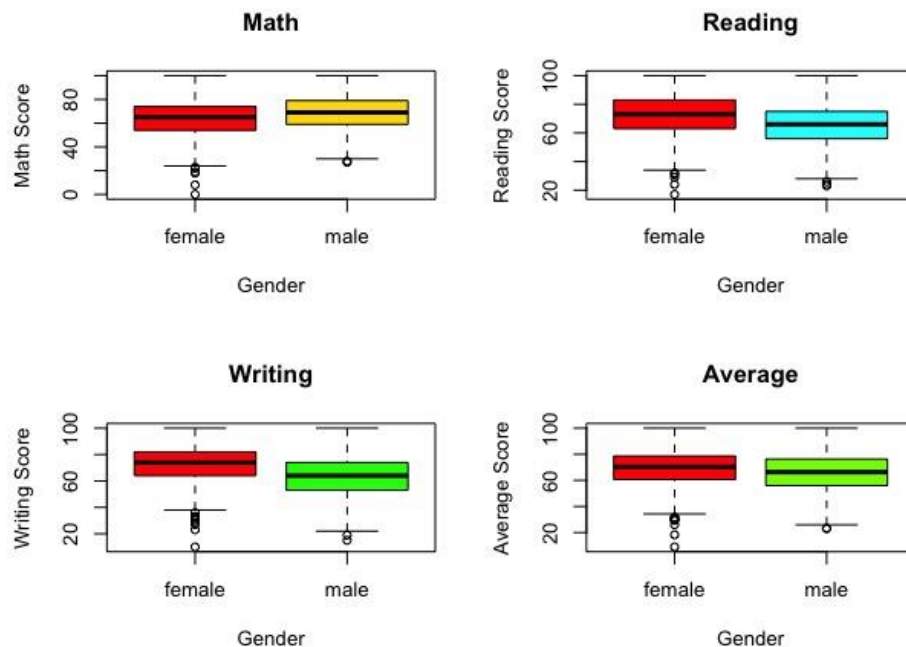 Math
Math Score
80
40
0
female
male
Gender
Reading
Reading Score
100
60
20
female
male
Gender
Writing
Writing Score
100
60
20
female
male
Gender
Average
Average Score
100
60
20
female
male
Gender